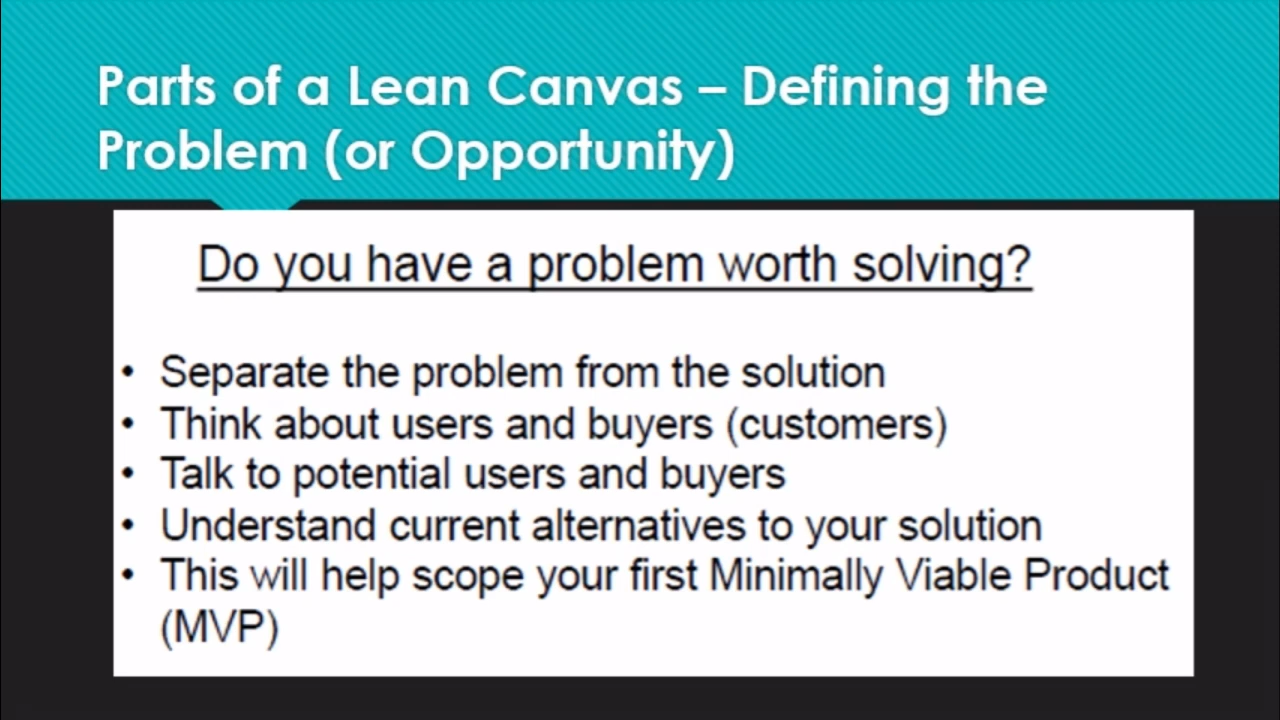 Parts of a Lean Canvas – Defining the
Problem (or Opportunity)
Do you have a problem worth solving?
• Separate the problem from the solution
• Think about users and buyers (customers)
• Talk to potential users and buyers
• Understand current alternatives to your solution
• This will help scope your first Minimally Viable Product
(MVP)